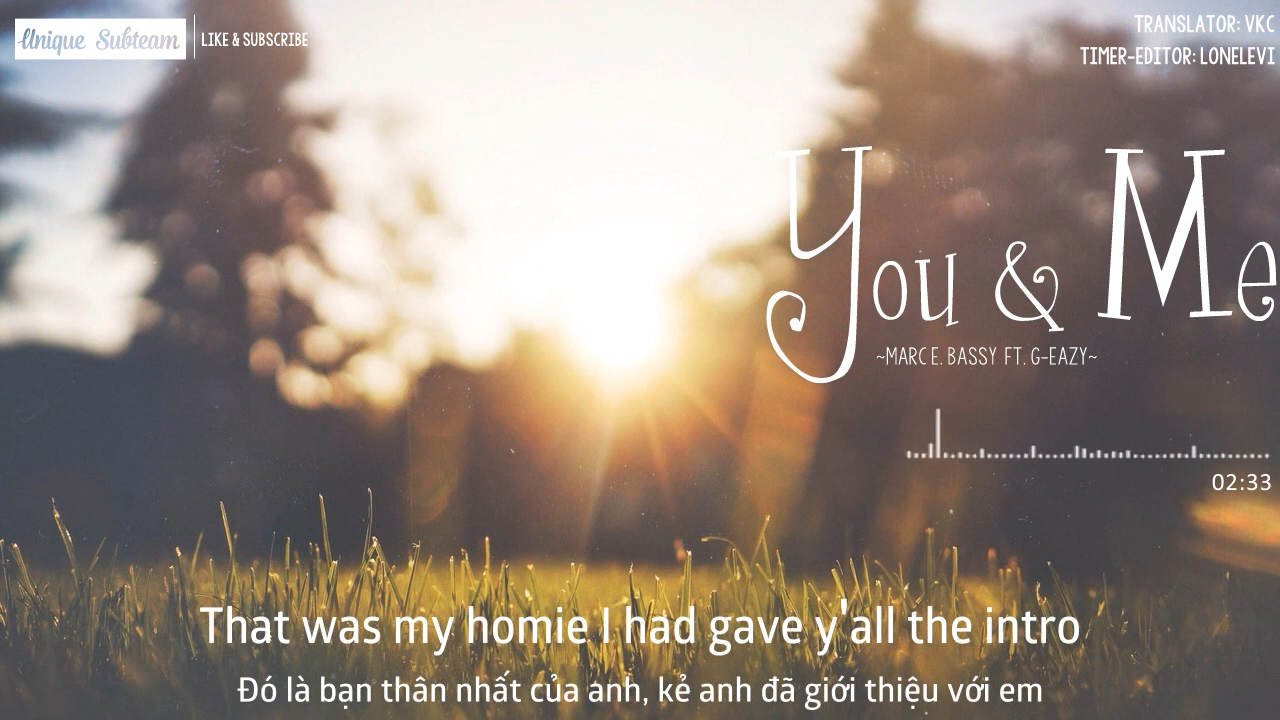 Unique Subteam
LIKE & SUBSCRIBE
TRANSLATOR: VKC
TIMER-EDITOR: LONELEVI
You & Me
~MARC E. BASSY FT. G-EAZY~
02:33
That was my homie I had gave y'all the intro
Đó là bạn thân nhất của anh, kẻ anh đã giới thiệu với em